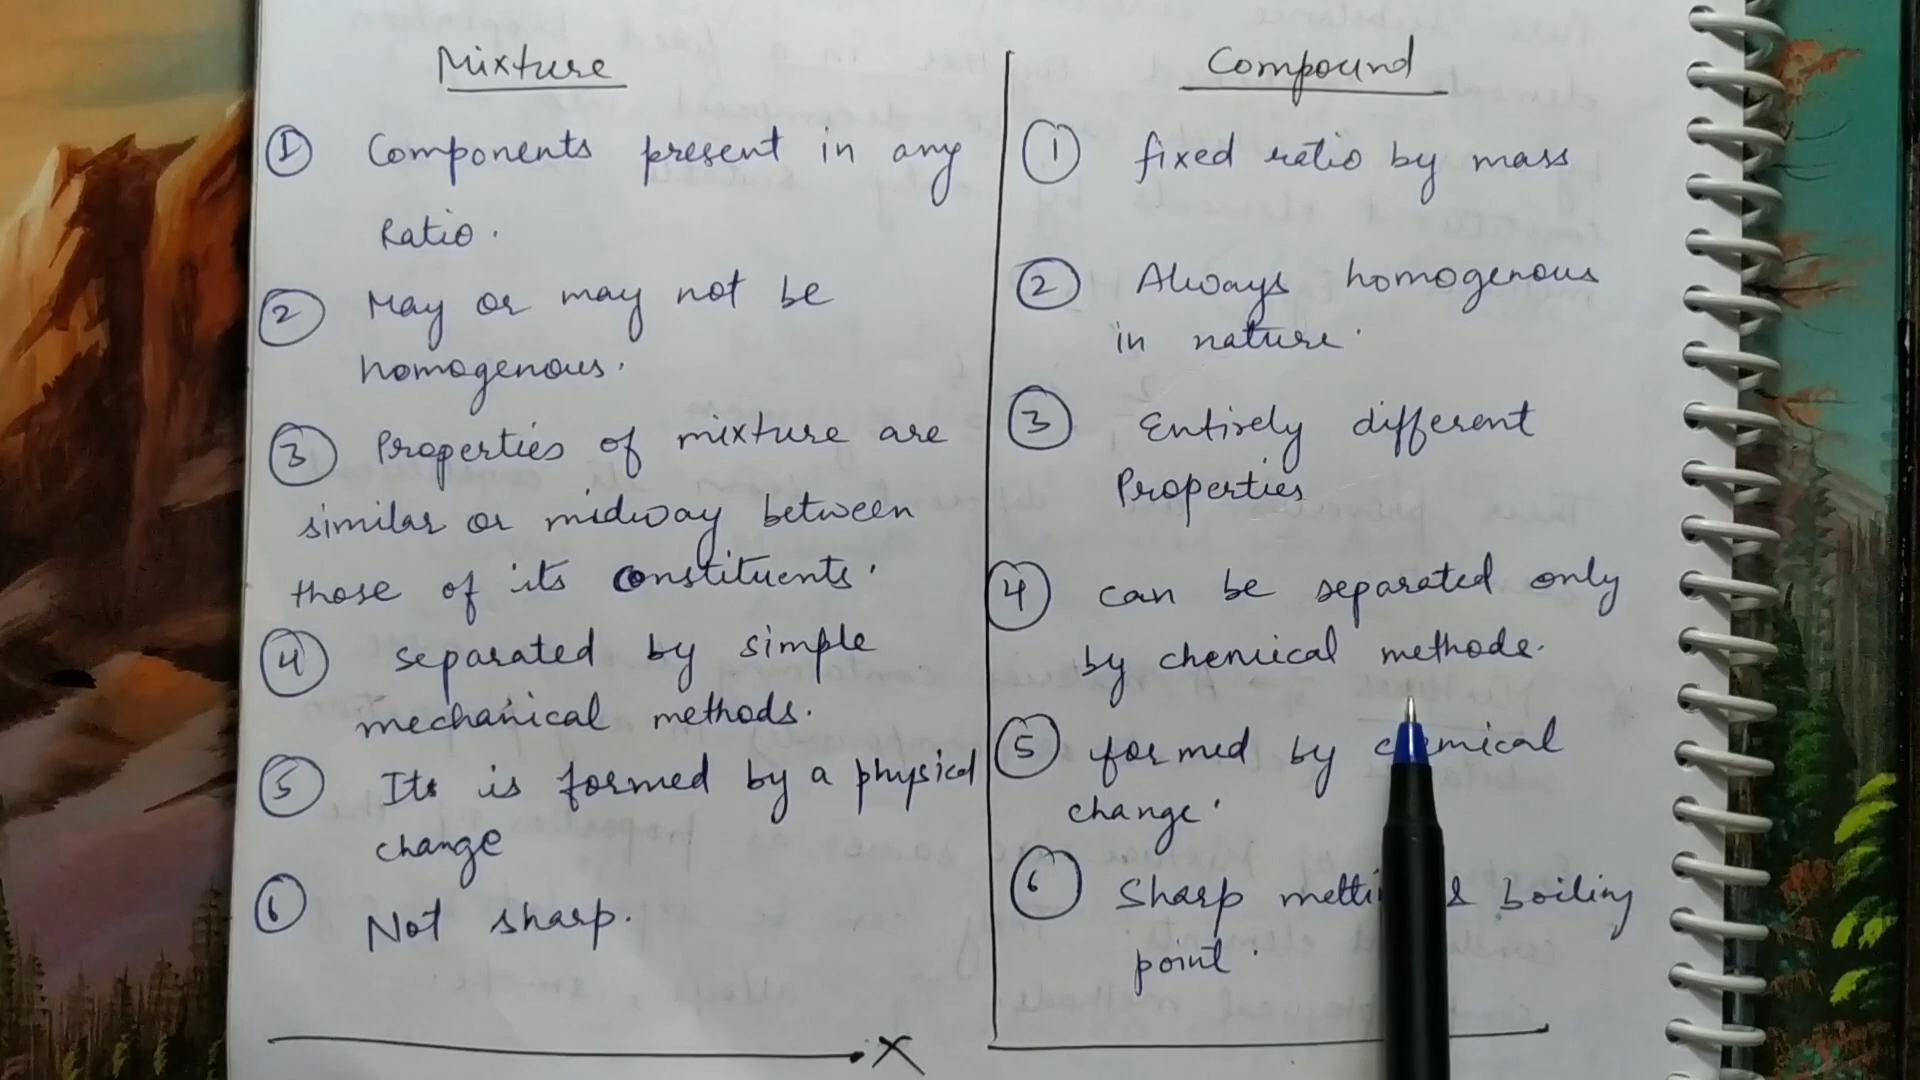 Mixture
① Components present in any
Ratio.
② May or may not be
homogenous.
③ Properties of mixture are
similar or midway between
those of its constituents.
④ separated by simple
mechanical methods.
⑤ Its is formed by a physical
change
⑥ Not sharp.
Compound
① fixed ratio by mass
② Always homogenous
in nature.
③ Entirely different
Properties
④ can be separated only
by chemical methode.
⑤ formed by chemical
change.
⑥ Sharp & boiling
point.